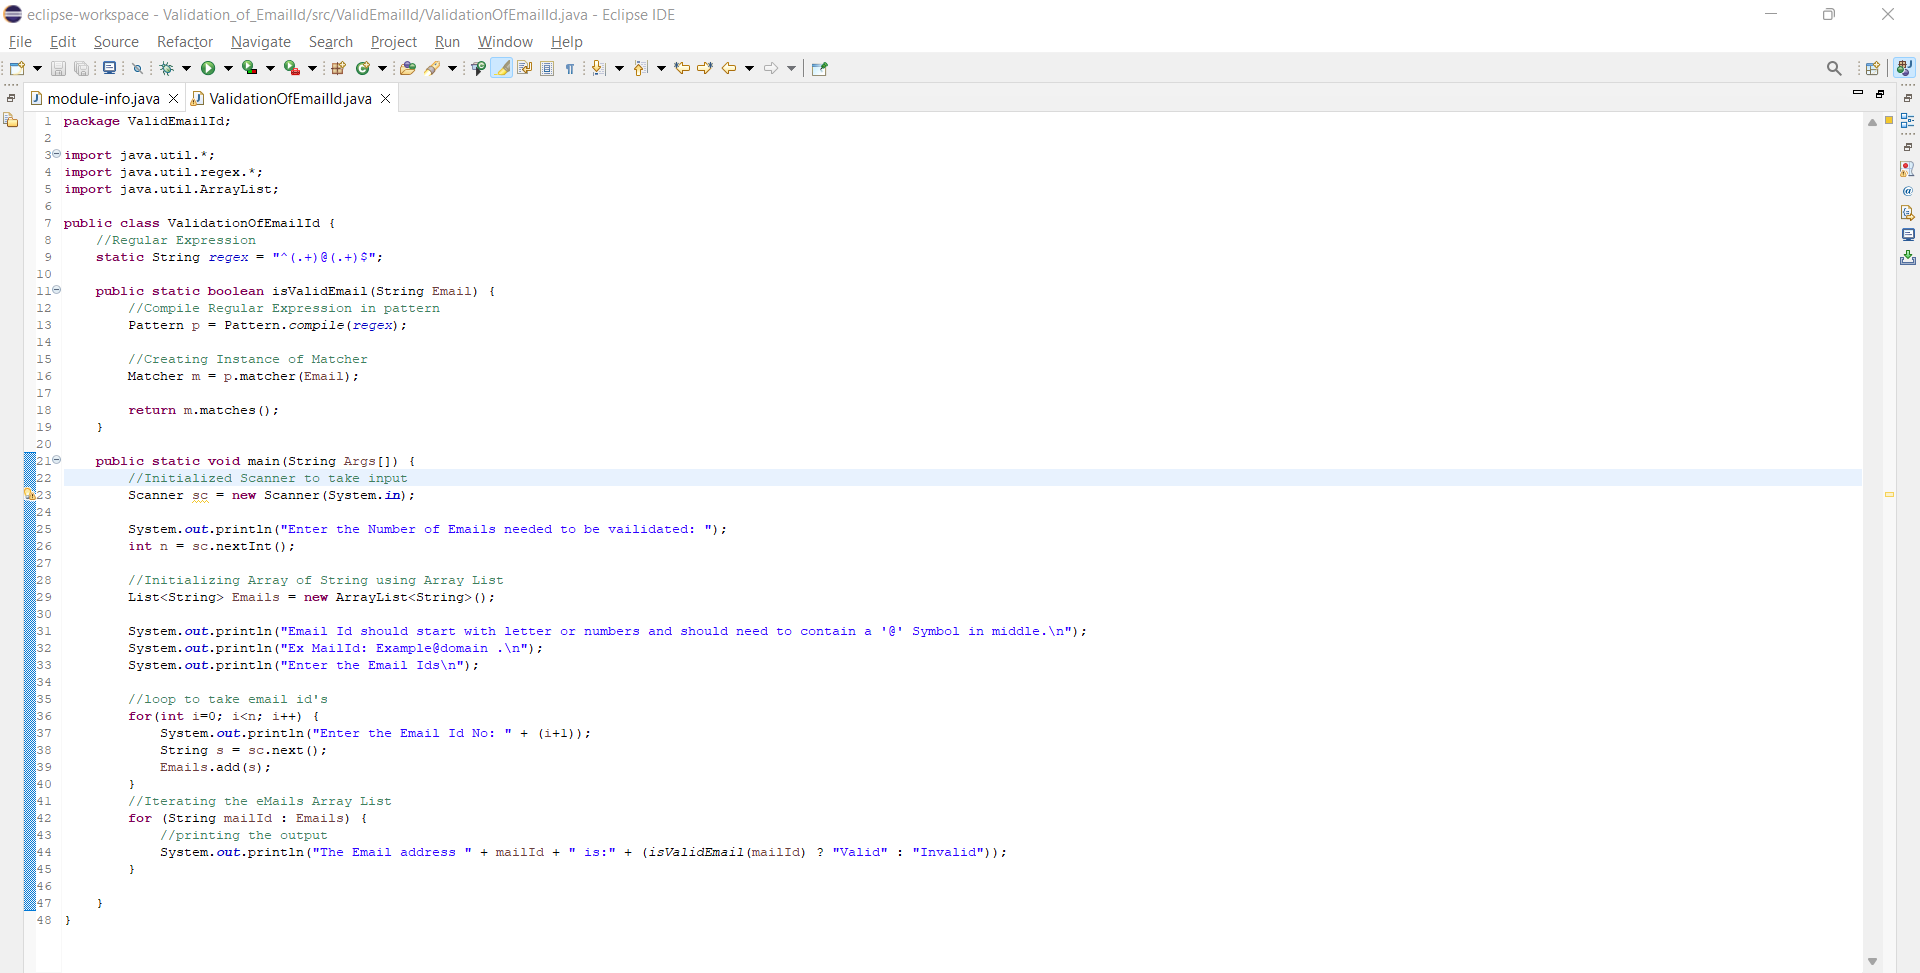 eclipse-workspace - Validation_of_EmailId/src/ValidEmailId/ValidationOfEmailId.java - Eclipse IDE
File Edit Source Refactor Navigate Search Project Run Window Help
module-info.java ValidationOfEmailId.java
1 package ValidEmailId;
2
3 import java.util.*;
4 import java.util.regex.*;
5 import java.util.ArrayList;
6
7 public class ValidationOfEmailId {
8 //Regular Expression
9 static String regex = "^(.+)@(.+)$";
10
11 public static boolean isValidEmail(String Email) {
12 //Compile Regular Expression in pattern
13 Pattern p = Pattern.compile(regex);
14
15 //Creating Instance of Matcher
16 Matcher m = p.matcher(Email);
17
18 return m.matches();
19 }
20
21 public static void main(String Args[]) {
22 //Initialized Scanner to take input
23 Scanner sc = new Scanner(System.in);
24
25 System.out.println("Enter the Number of Emails needed to be vailidated: ");
26 int n = sc.nextInt();
27
28 //Initializing Array of String using Array List
29 List<String> Emails = new ArrayList<String>();
30
31 System.out.println("Email Id should start with letter or numbers and should need to contain a '@' Symbol in middle.\n");
32 System.out.println("Ex MailId: Example@domain .\n");
33 System.out.println("Enter the Email Ids\n");
34
35 //loop to take email id's
36 for(int i=0; i<n; i++) {
37 System.out.println("Enter the Email Id No: " + (i+1));
38 String s = sc.next();
39 Emails.add(s);
40 }
41 //Iterating the eMails Array List
42 for (String mailId : Emails) {
43 //printing the output
44 System.out.println("The Email address " + mailId + " is:" + (isValidEmail(mailId) ? "Valid" : "Invalid"));
45 }
46
47 }
48 }